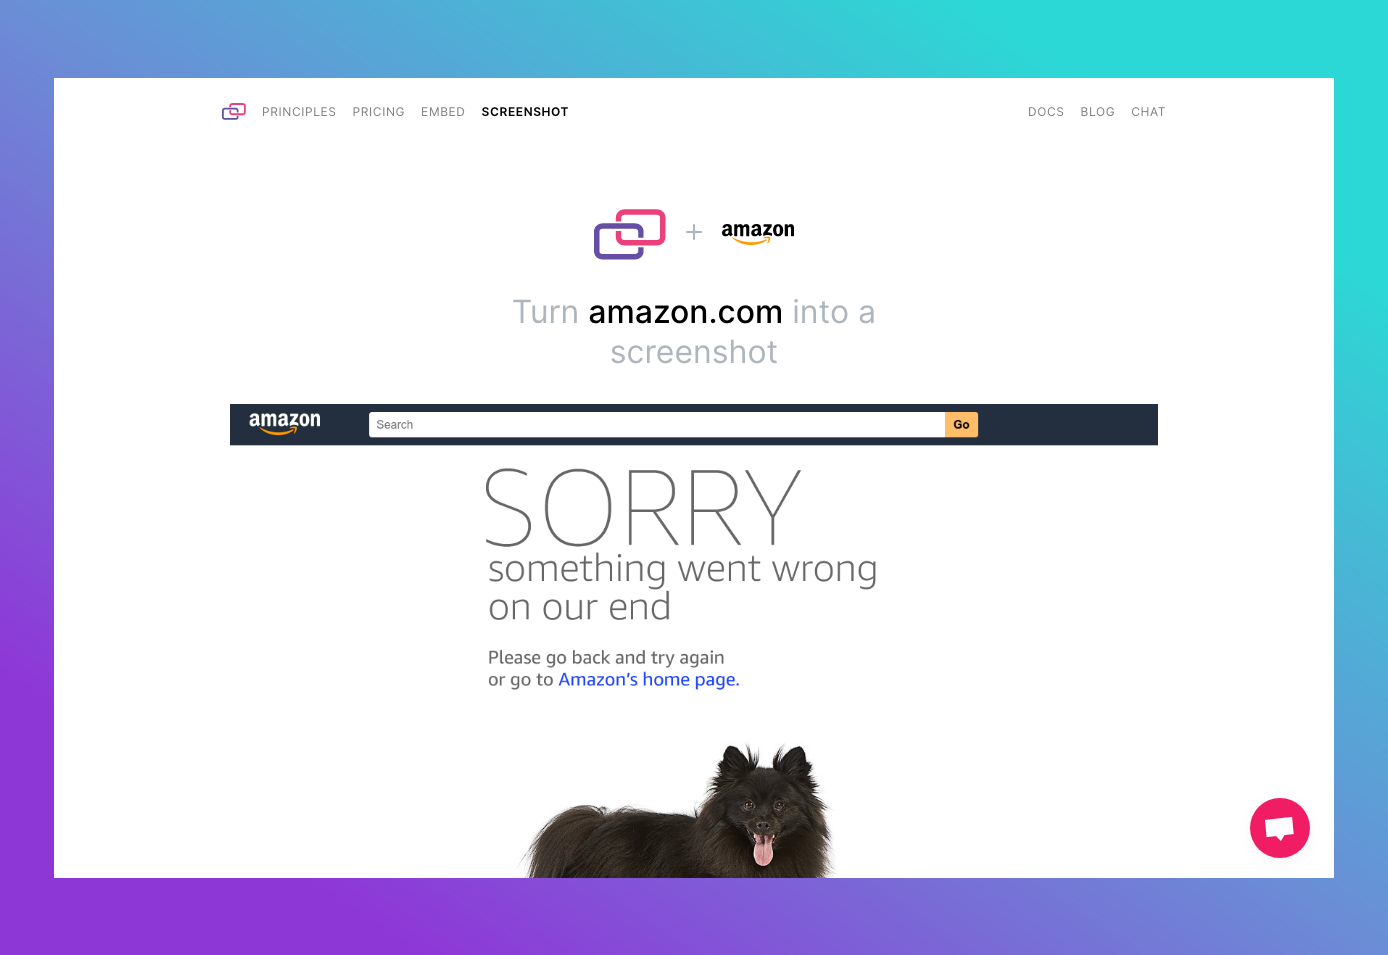 PRINCIPLES PRICING EMBED SCREENSHOT DOCS BLOG CHAT
amazon
Turn amazon.com into a
screenshot
amazon Search Go
SORRY
something went wrong
on our end
Please go back and try again
or go to Amazon's home page.